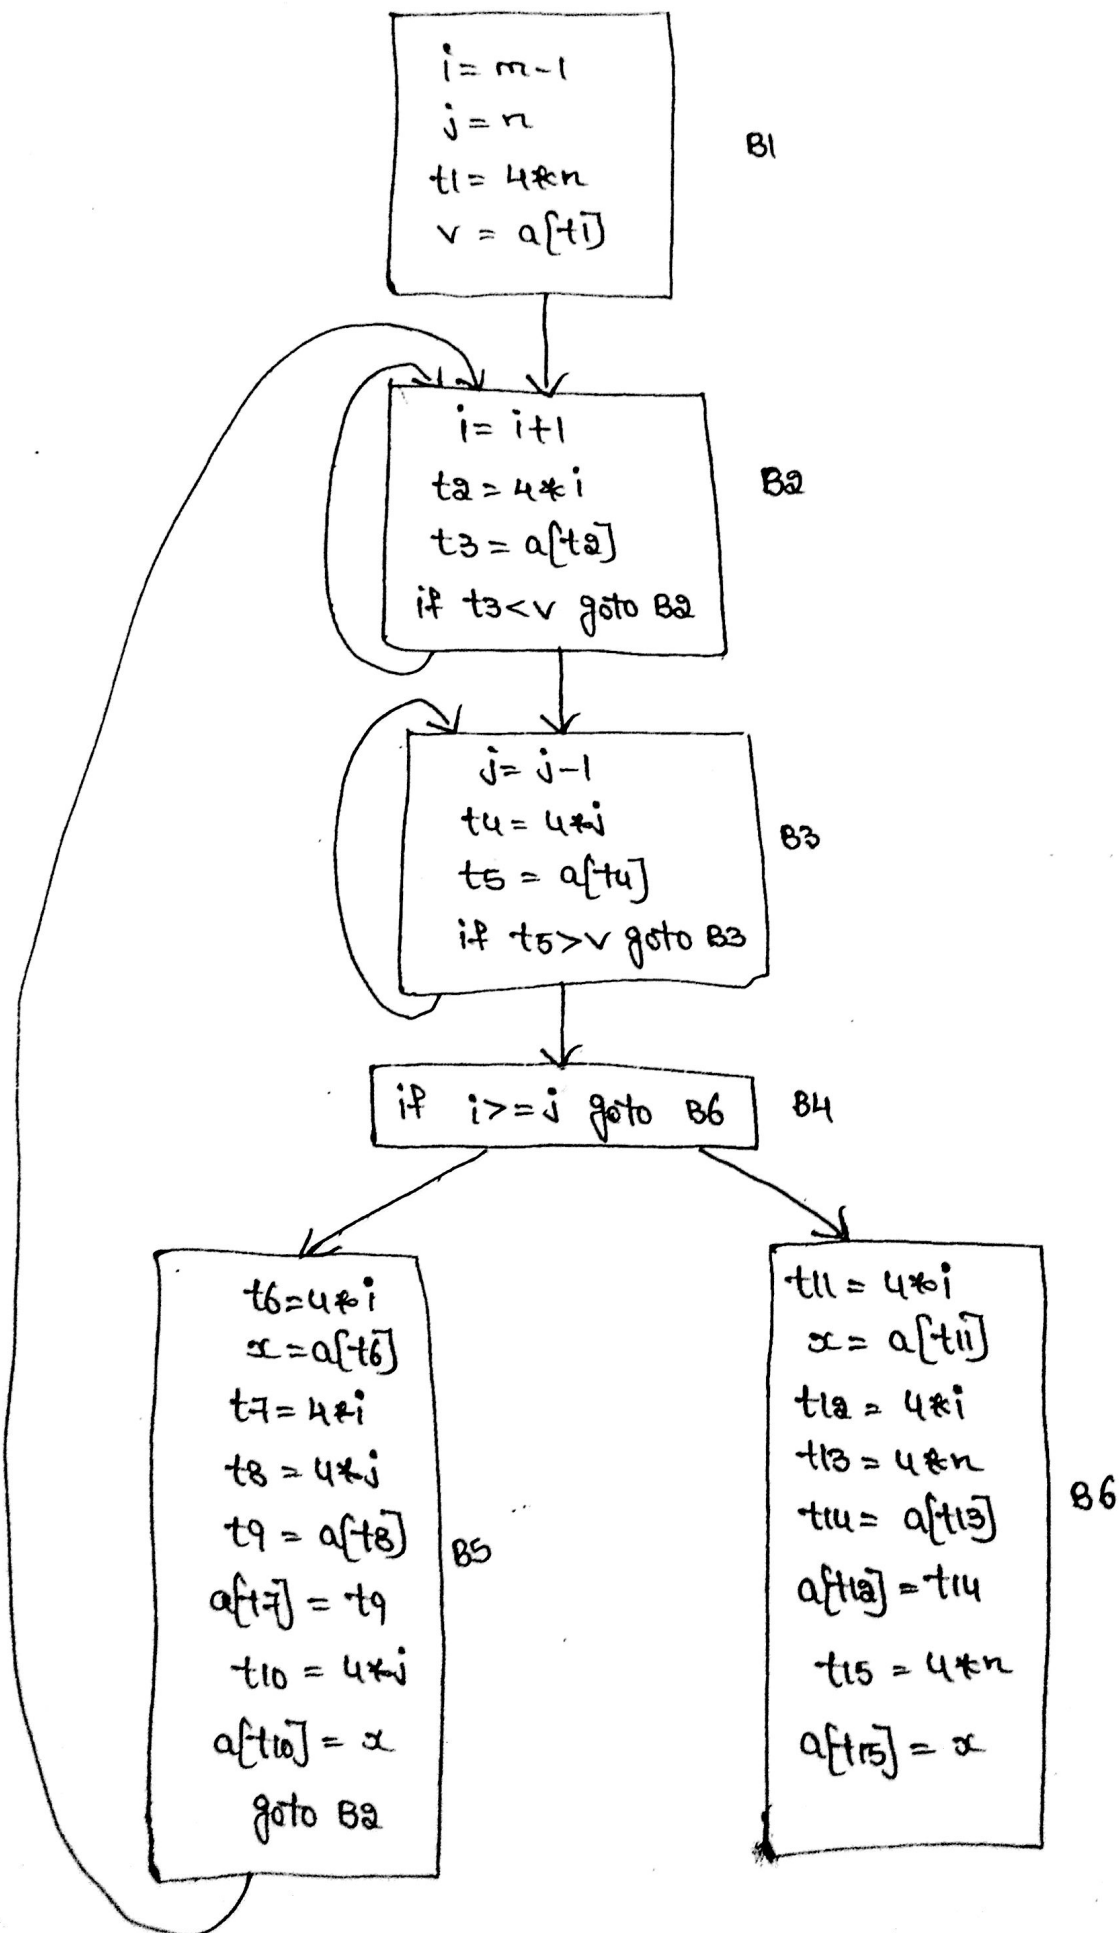 i= m-1
j= n
t1= 4*n
v = a[t1]
B1
i= i+1
t2= 4*i
t3= a[t2]
if t3<v goto B2
B2
j= j-1
t4= 4*j
t5 = a[t4]
if t5>v goto B3
B3
if i>=j goto B6
B4
t6=4*i
x=a[t6]
t7= 4*i
t8 = 4*j
t9 = a[t8]
a[t7] = t9
t10 = 4*j
a[t10] = x
goto B2
B5
t11 = 4*i
x= a[t11]
t12 = 4*i
t13 = 4*n
t14= a[t13]
a[t12] = t14
t15 = 4*n
a[t15] = x
B6